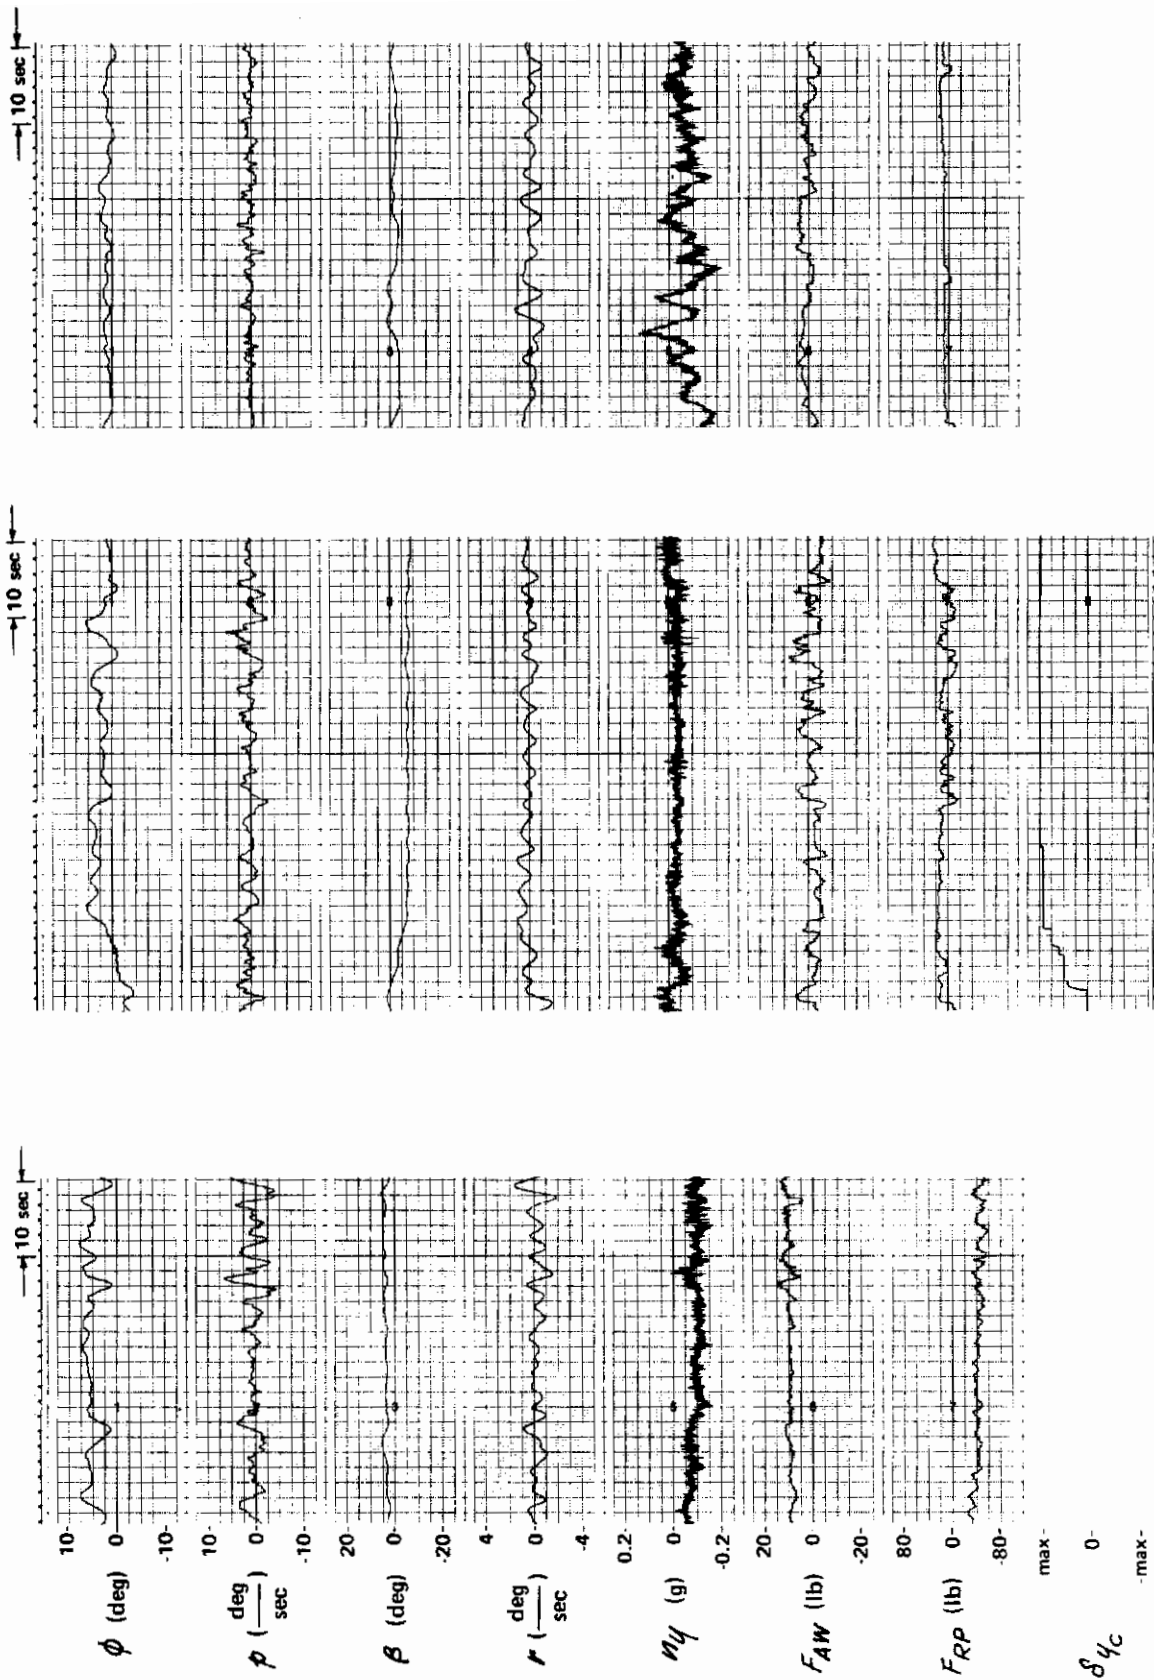 10 sec
10 sec
10 sec
10-
0-
-10-
ϕ (deg)
10-
0-
-10-
p (deg/sec)
20
0-
-20-
β (deg)
4
0-
-4-
r (deg/sec)
0.2
0-
-0.2-
ny (g)
20
0-
-20-
FAW (lb)
80-
0-
-80-
FRP (lb)
max-
0-
-max-
δyc